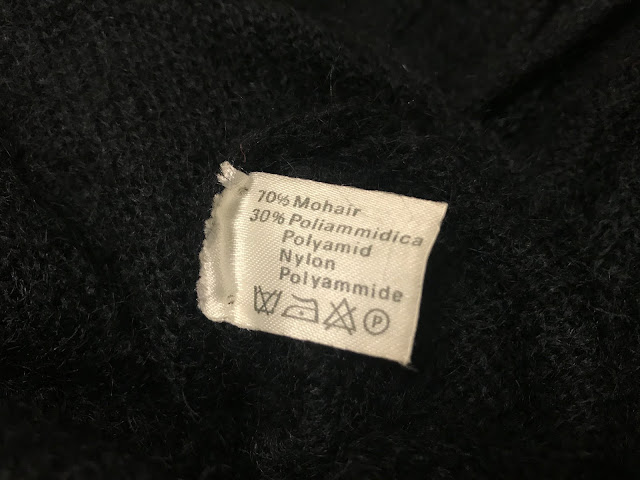 70% Mohair
30% Poliammidica
Polyamid
Nylon
Polyammide
P